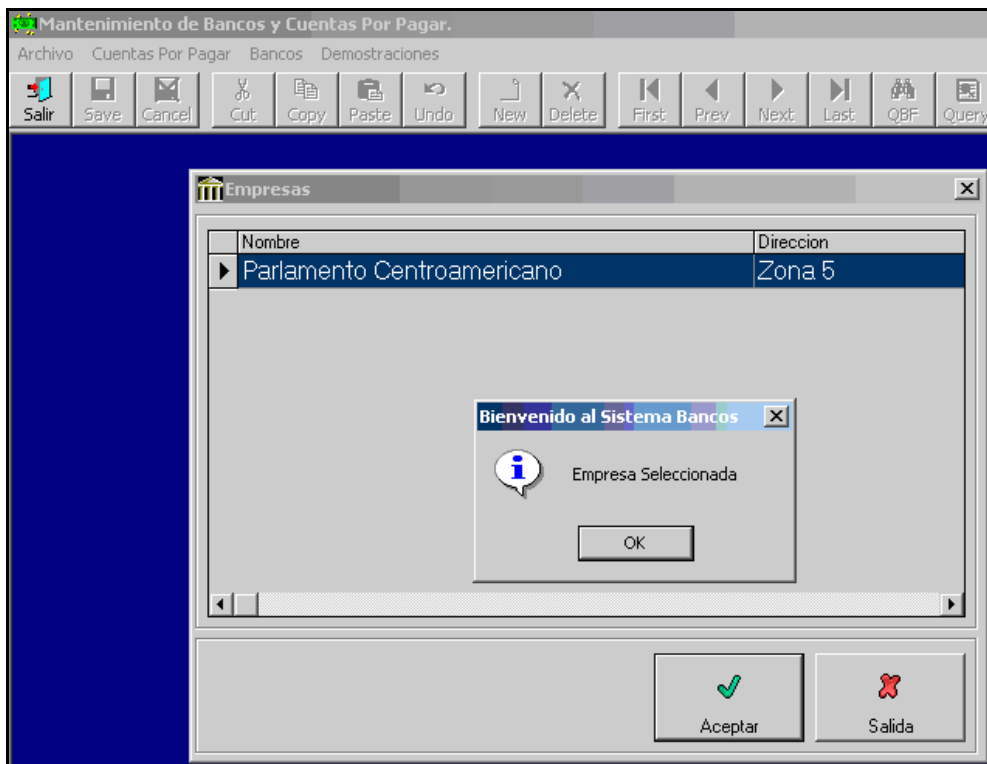 Mantenimiento de Bancos y Cuentas Por Pagar.
Archivo Cuentas Por Pagar Bancos Demostraciones
Salir Save Cancel Cut Copy Paste Undo New Delete First Prev Next Last QBF Query
Empresas
Nombre Direccion
Parlamento Centroamericano Zona 5
Bienvenido al Sistema Bancos
Empresa Seleccionada
OK
Aceptar Salida